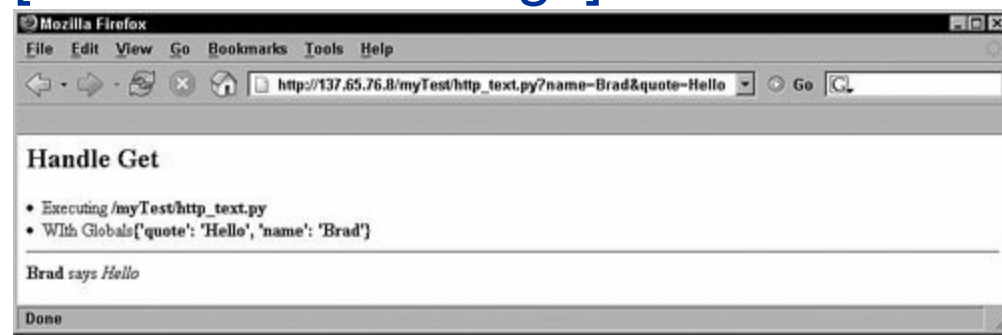 Mozilla Firefox
File Edit View Go Bookmarks Tools Help
http://137.65.76.8/myTest/http_text.py?name=Brad&quote=Hello Go
Handle Get
• Executing /myTest/http_text.py
• WIth Globals{'quote': 'Hello', 'name': 'Brad'}
Brad says Hello
Done